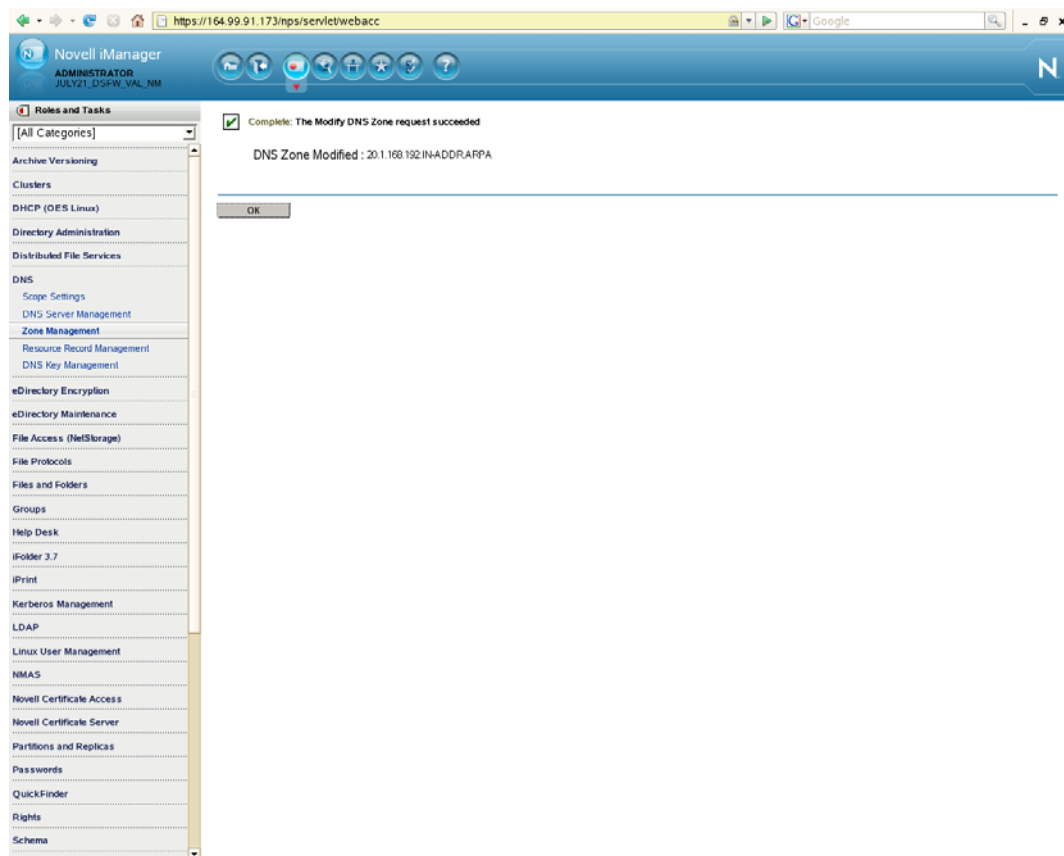 https://164.99.91.173/nps/servlet/webacc
G
Google
N
Novell iManager
ADMINISTRATOR
JULY21_DSFW_VAL_NM
?
N
Roles and Tasks
[All Categories]
Archive Versioning
Clusters
DHCP (OES Linux)
Directory Administration
Distributed File Services
DNS
Scope Settings
DNS Server Management
Zone Management
Resource Record Management
DNS Key Management
eDirectory Encryption
eDirectory Maintenance
File Access (NetStorage)
File Protocols
Files and Folders
Groups
Help Desk
iFolder 3.7
iPrint
Kerberos Management
LDAP
Linux User Management
NMAS
Novell Certificate Access
Novell Certificate Server
Partitions and Replicas
Passwords
QuickFinder
Rights
Schema
Complete: The Modify DNS Zone request succeeded
DNS Zone Modified : 20.1.168.192.IN-ADDR.ARPA
OK